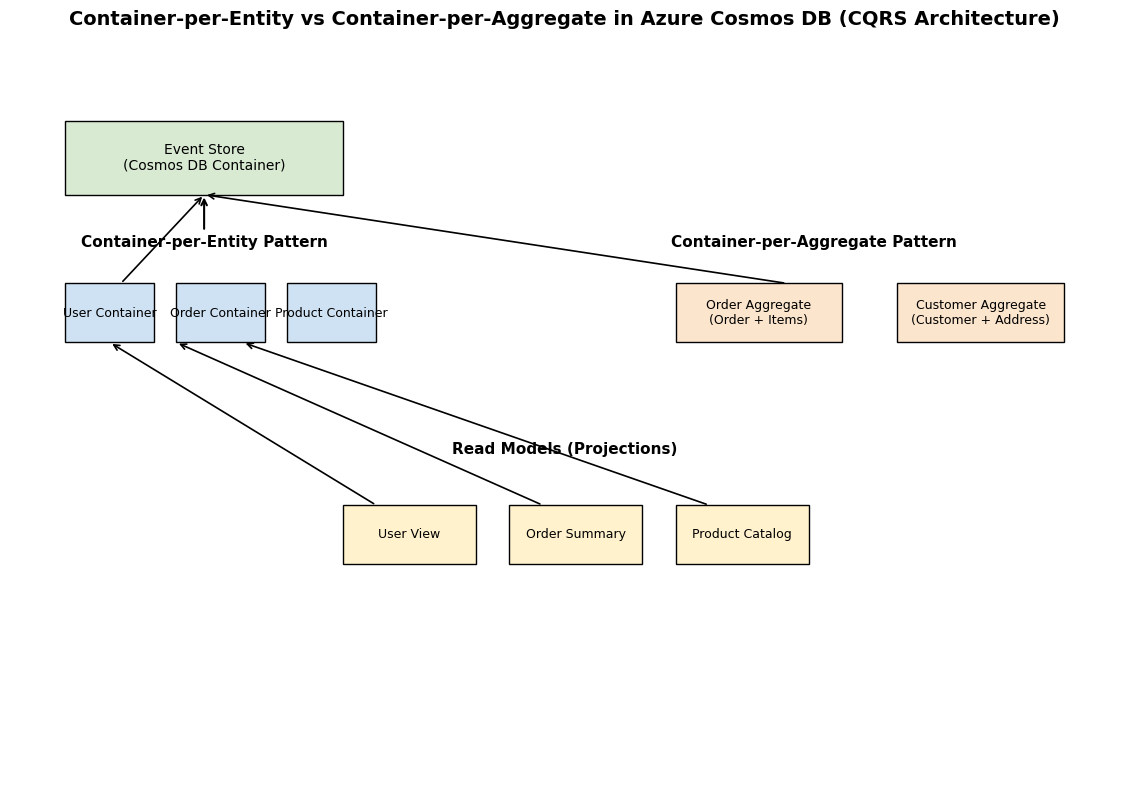 Container-per-Entity vs Container-per-Aggregate in Azure Cosmos DB (CQRS Architecture)
Event Store
(Cosmos DB Container)
Container-per-Entity Pattern
Container-per-Aggregate Pattern
User Container
Order Container
Product Container
Order Aggregate
(Order + Items)
Customer Aggregate
(Customer + Address)
Read Models (Projections)
User View
Order Summary
Product Catalog